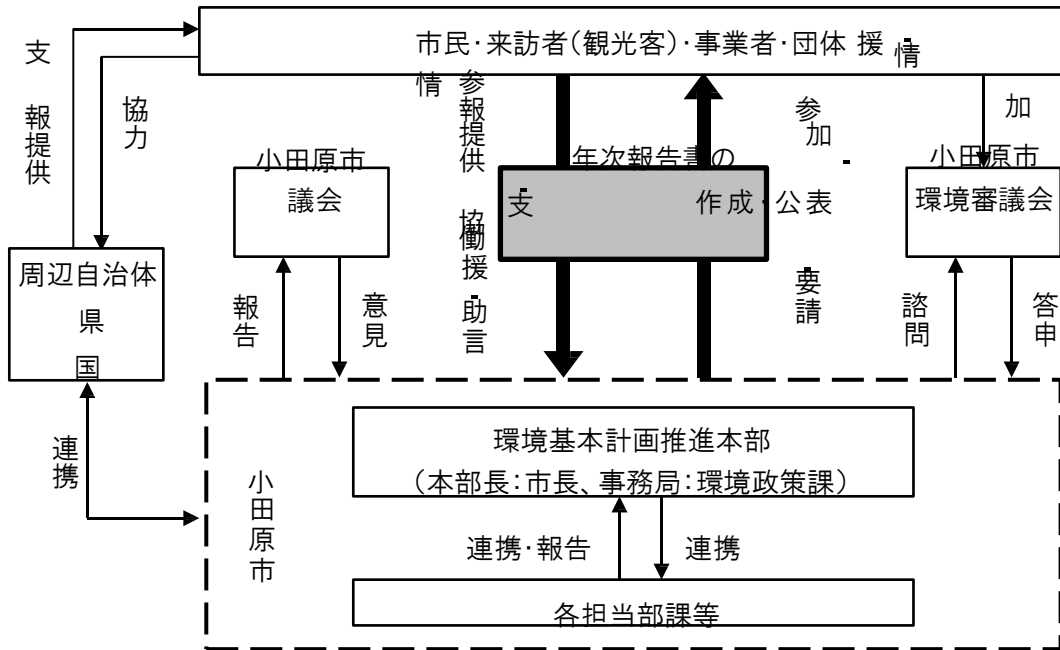 市民・来訪者(観光客)・事業者・団体 援・情
支
報提供
協力
情
参報提供
協働援・助言
参加・
加
小田原市
議会
年次報告書の
支・
作成・公表
小田原市
環境審議会
周辺自治体
県
国
報告
意見
要請
諮問
答申
連携
小田原市
環境基本計画推進本部
(本部長:市長、事務局:環境政策課)
連携・報告
連携
各担当部課等